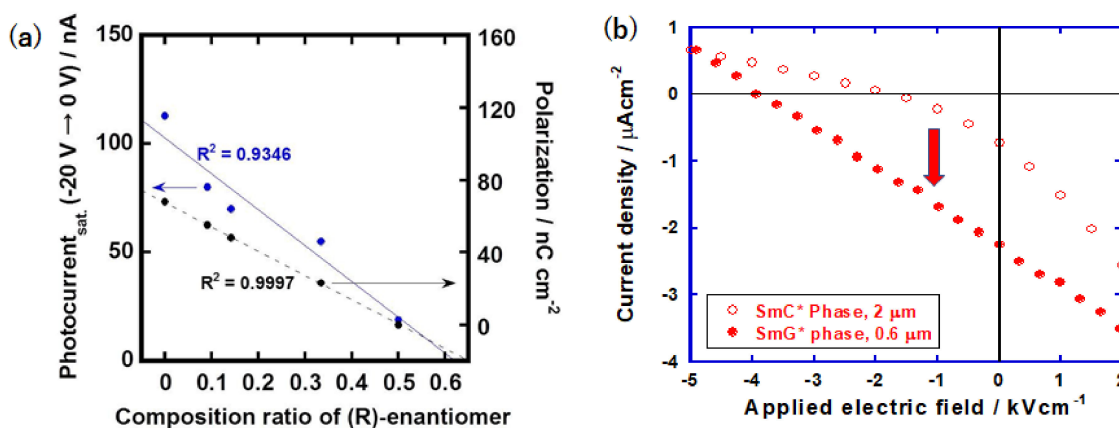 (a)
Photocurrent sat. (-20 V → 0 V) / nA
150
100
50
0
R² = 0.9346
R² = 0.9997
160
120
80
40
0
Polarization / nC cm⁻²
0 0.1 0.2 0.3 0.4 0.5 0.6
Composition ratio of (R)-enantiomer
(b)
Current density / μAcm⁻²
1
0
-1
-2
-3
-4
SmC* Phase, 2 μm
SmG* phase, 0.6 μm
-5 -4 -3 -2 -1 0 1 2
Applied electric field / kVcm⁻¹